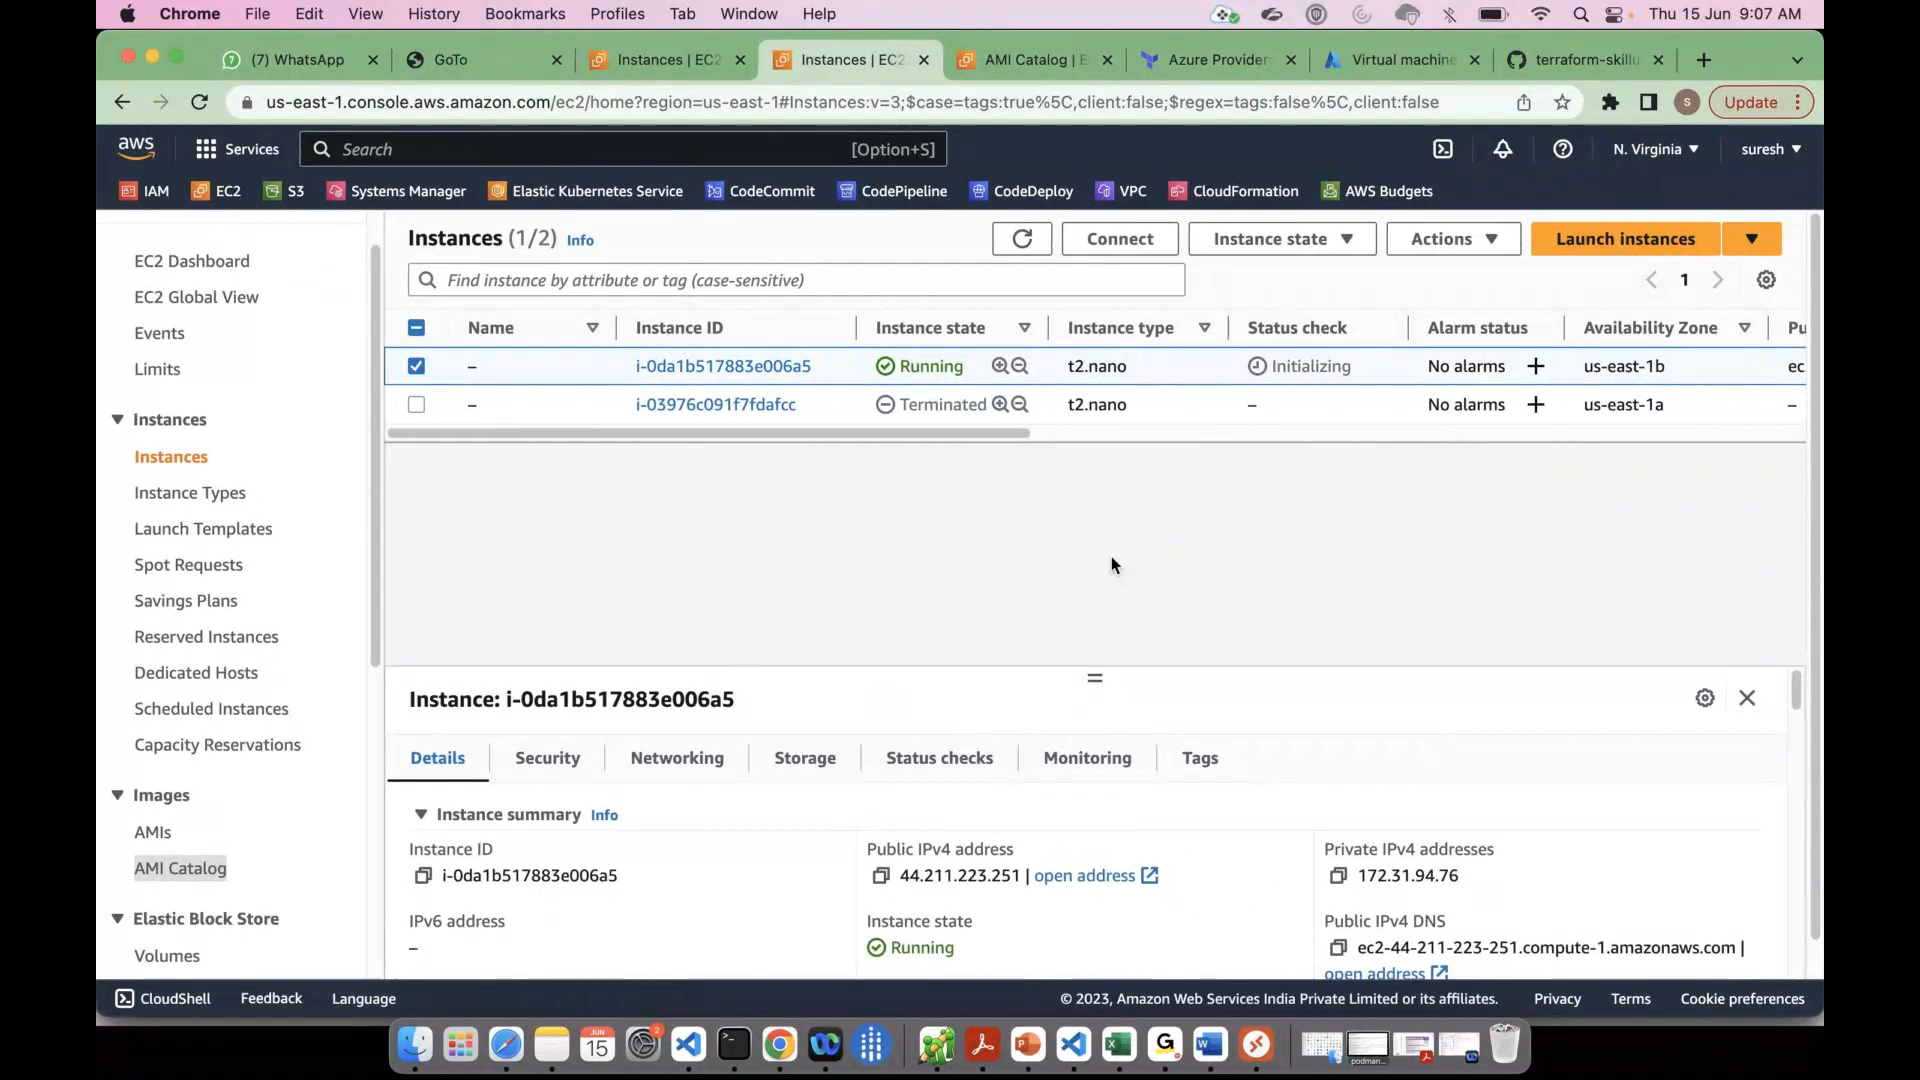 Chrome File Edit View History Bookmarks Profiles Tab Window Help Thu 15 Jun 9:07 AM
(7) WhatsApp GoTo Instances | EC2 Instances | EC2 AMI Catalog | E Azure Provider Virtual machine terraform-skillu
us-east-1.console.aws.amazon.com/ec2/home?region=us-east-1#Instances:v=3;$case=tags:true%5C,client:false;$regex=tags:false%5C,client:false S Update
aws Services Search [Option+S] N. Virginia suresh
IAM EC2 S3 Systems Manager Elastic Kubernetes Service CodeCommit CodePipeline CodeDeploy VPC CloudFormation AWS Budgets
EC2 Dashboard
EC2 Global View
Events
Limits
Instances
Instances
Instance Types
Launch Templates
Spot Requests
Savings Plans
Reserved Instances
Dedicated Hosts
Scheduled Instances
Capacity Reservations
Images
AMIs
AMI Catalog
Elastic Block Store
Volumes
Instances (1/2) Info Connect Instance state Actions Launch instances
Find instance by attribute or tag (case-sensitive) 1
Name Instance ID Instance state Instance type Status check Alarm status Availability Zone Pu
– i-0da1b517883e006a5 Running t2.nano Initializing No alarms + us-east-1b ec
– i-03976c091f7fdafcc Terminated t2.nano – No alarms + us-east-1a –
Instance: i-0da1b517883e006a5
Details Security Networking Storage Status checks Monitoring Tags
Instance summary Info
Instance ID Public IPv4 address Private IPv4 addresses
i-0da1b517883e006a5 44.211.223.251 | open address 172.31.94.76
IPv6 address Instance state Public IPv4 DNS
– Running ec2-44-211-223-251.compute-1.amazonaws.com |
open address
CloudShell Feedback Language © 2023, Amazon Web Services India Private Limited or its affiliates. Privacy Terms Cookie preferences
JUN
15
2
podman...